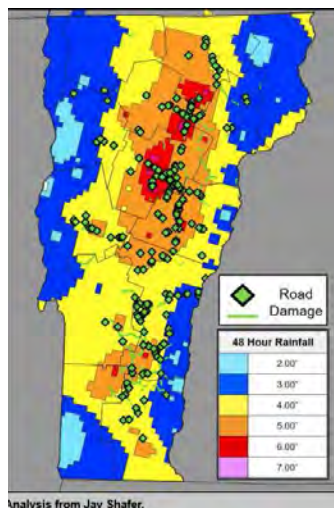 Road
Damage
48 Hour Rainfall
2.00"
3.00"
4.00"
5.00"
6.00"
7.00"
Analysis from Jay Shafer.